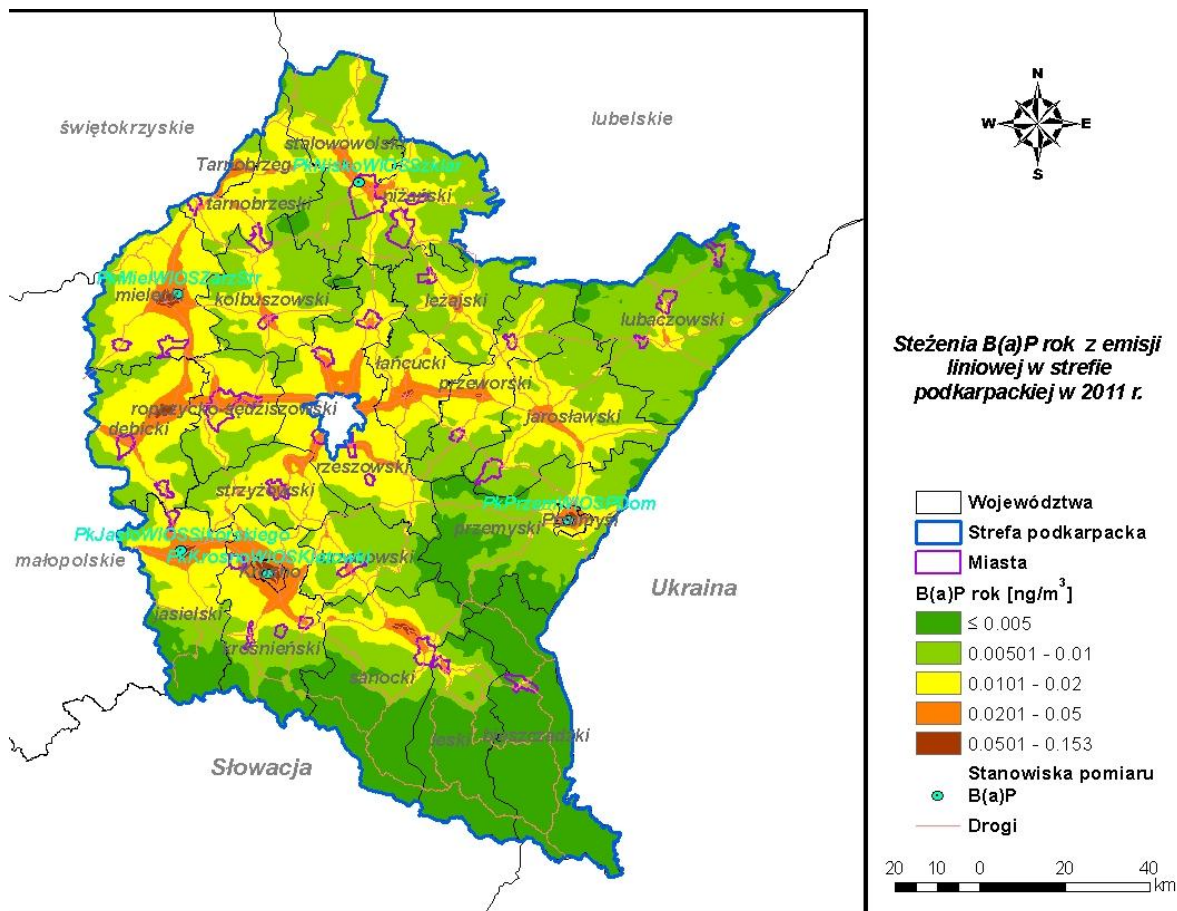 świętokrzyskie
lubelskie
stalowowolski
Tarnobrzeg
PkNiskoWIOSSzklar
niżański
tarnobrzeski
PkMielWIOSZarzStr
mielecki
kolbuszowski
leżajski
lubaczowski
łańcucki
przeworski
ropczycko-sędziszowski
jarosławski
dębicki
rzeszowski
strzyżowski
PkPrzemWIOSPDom
przemyski
Przemyśl
PkJasloWIOSSikorskiego
małopolskie
Krosno
Ukraina
jasielski
krośnieński
sanocki
leski
bieszczadzki
Słowacja
N
W
E
S
Steżenia B(a)P rok z emisji
liniowej w strefie
podkarpackiej w 2011 r.
Województwa
Strefa podkarpacka
Miasta
B(a)P rok [ng/m³]
≤ 0.005
0.00501 - 0.01
0.0101 - 0.02
0.0201 - 0.05
0.0501 - 0.153
Stanowiska pomiaru
B(a)P
Drogi
20 10 0 20 40
km